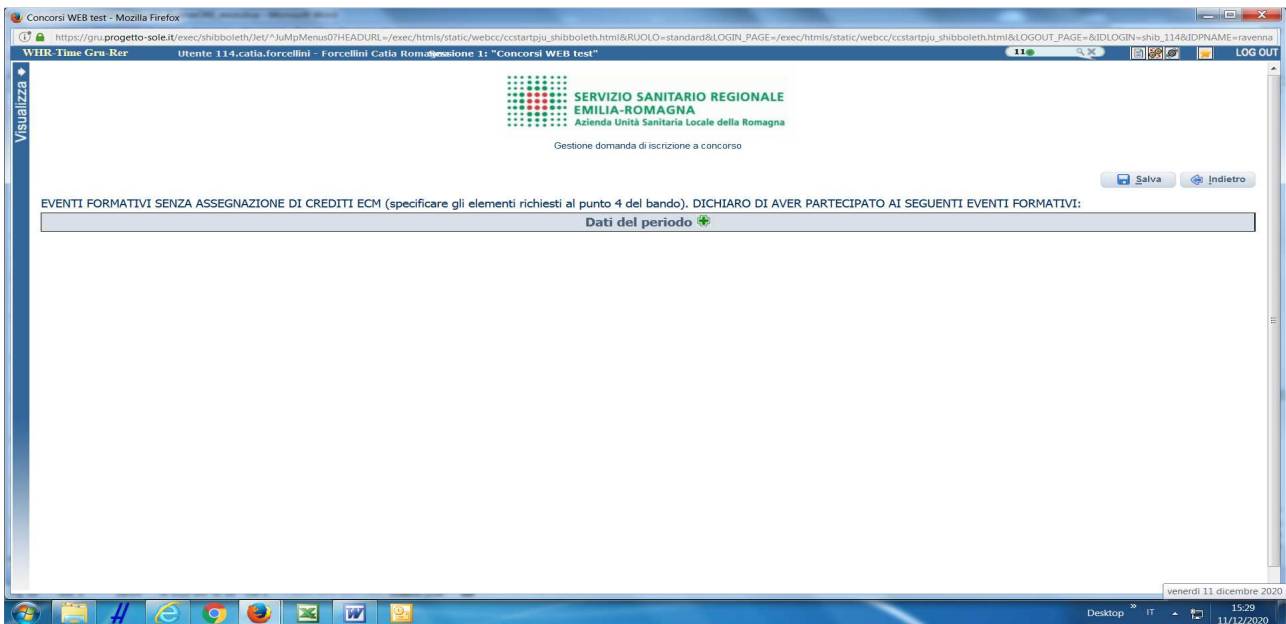 Concorsi WEB test - Mozilla Firefox
https://gru.progetto-sole.it/exec/shibboleth/Jet/^JuMpMenus0?HEADURL=/exec/htmls/static/webcc/ccstartpju_shibboleth.html&RUOLO=standard&LOGIN_PAGE=/exec/htmls/static/webcc/ccstartpju_shibboleth.html&LOGOUT_PAGE=&IDLOGIN=shib_114&IDPNAME=ravenna
WHR-Time Gru-Rer Utente 114.catia.forcellini - Forcellini Catia Romagna Sessione 1: "Concorsi WEB test" 11 LOG OUT
Visualizza
SERVIZIO SANITARIO REGIONALE
EMILIA-ROMAGNA
Azienda Unità Sanitaria Locale della Romagna
Gestione domanda di iscrizione a concorso
Salva Indietro
EVENTI FORMATIVI SENZA ASSEGNAZIONE DI CREDITI ECM (specificare gli elementi richiesti al punto 4 del bando). DICHIARO DI AVER PARTECIPATO AI SEGUENTI EVENTI FORMATIVI:
Dati del periodo
venerdì 11 dicembre 2020
Desktop » IT 15:29
11/12/2020